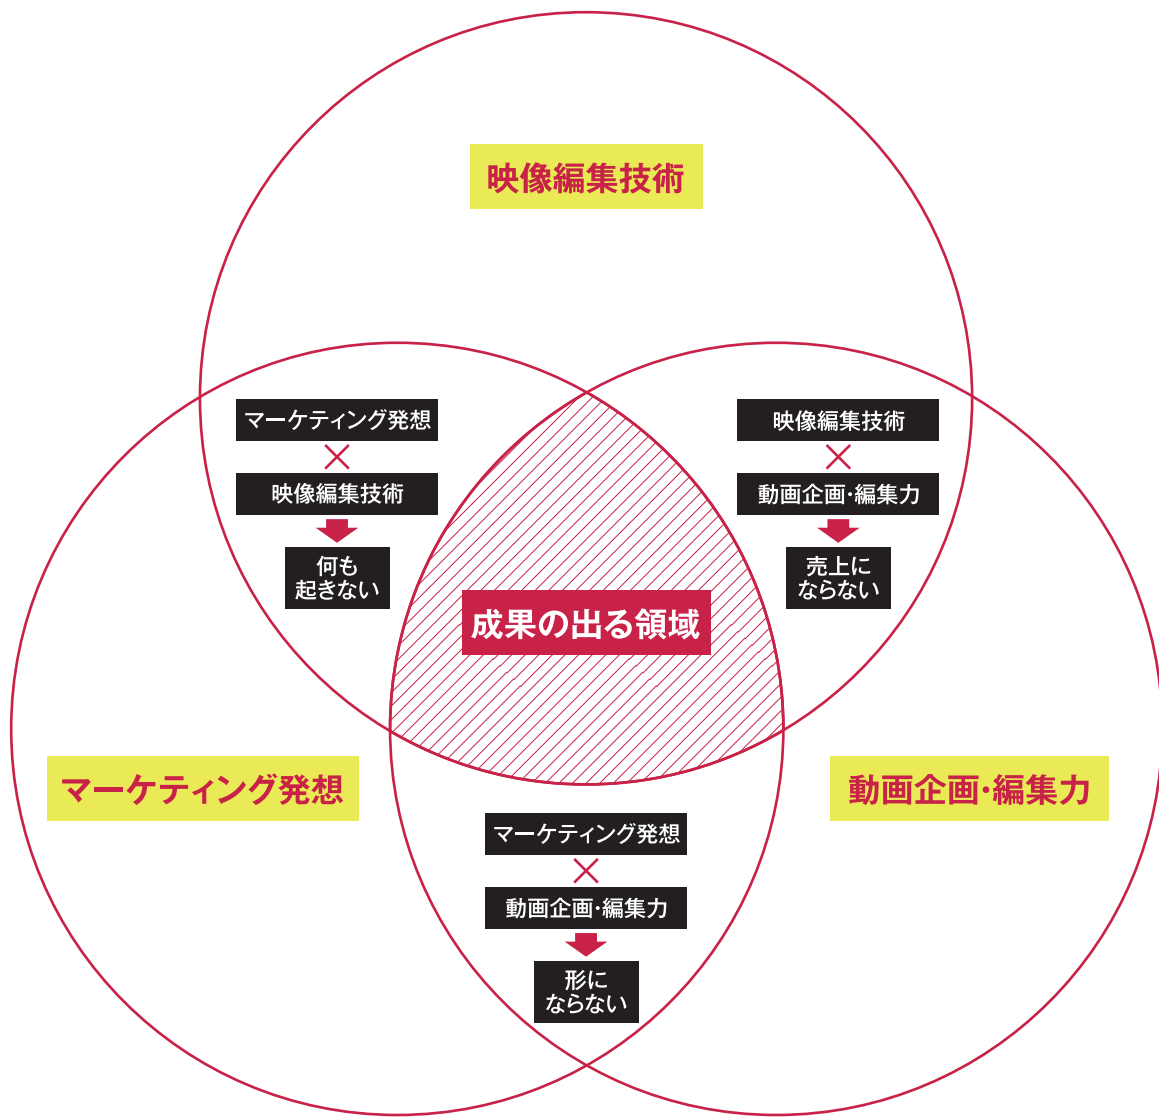 映像編集技術
マーケティング発想
×
映像編集技術
何も
起きない
映像編集技術
×
動画企画・編集力
売上に
ならない
成果の出る領域
マーケティング発想
動画企画・編集力
マーケティング発想
×
動画企画・編集力
形に
ならない